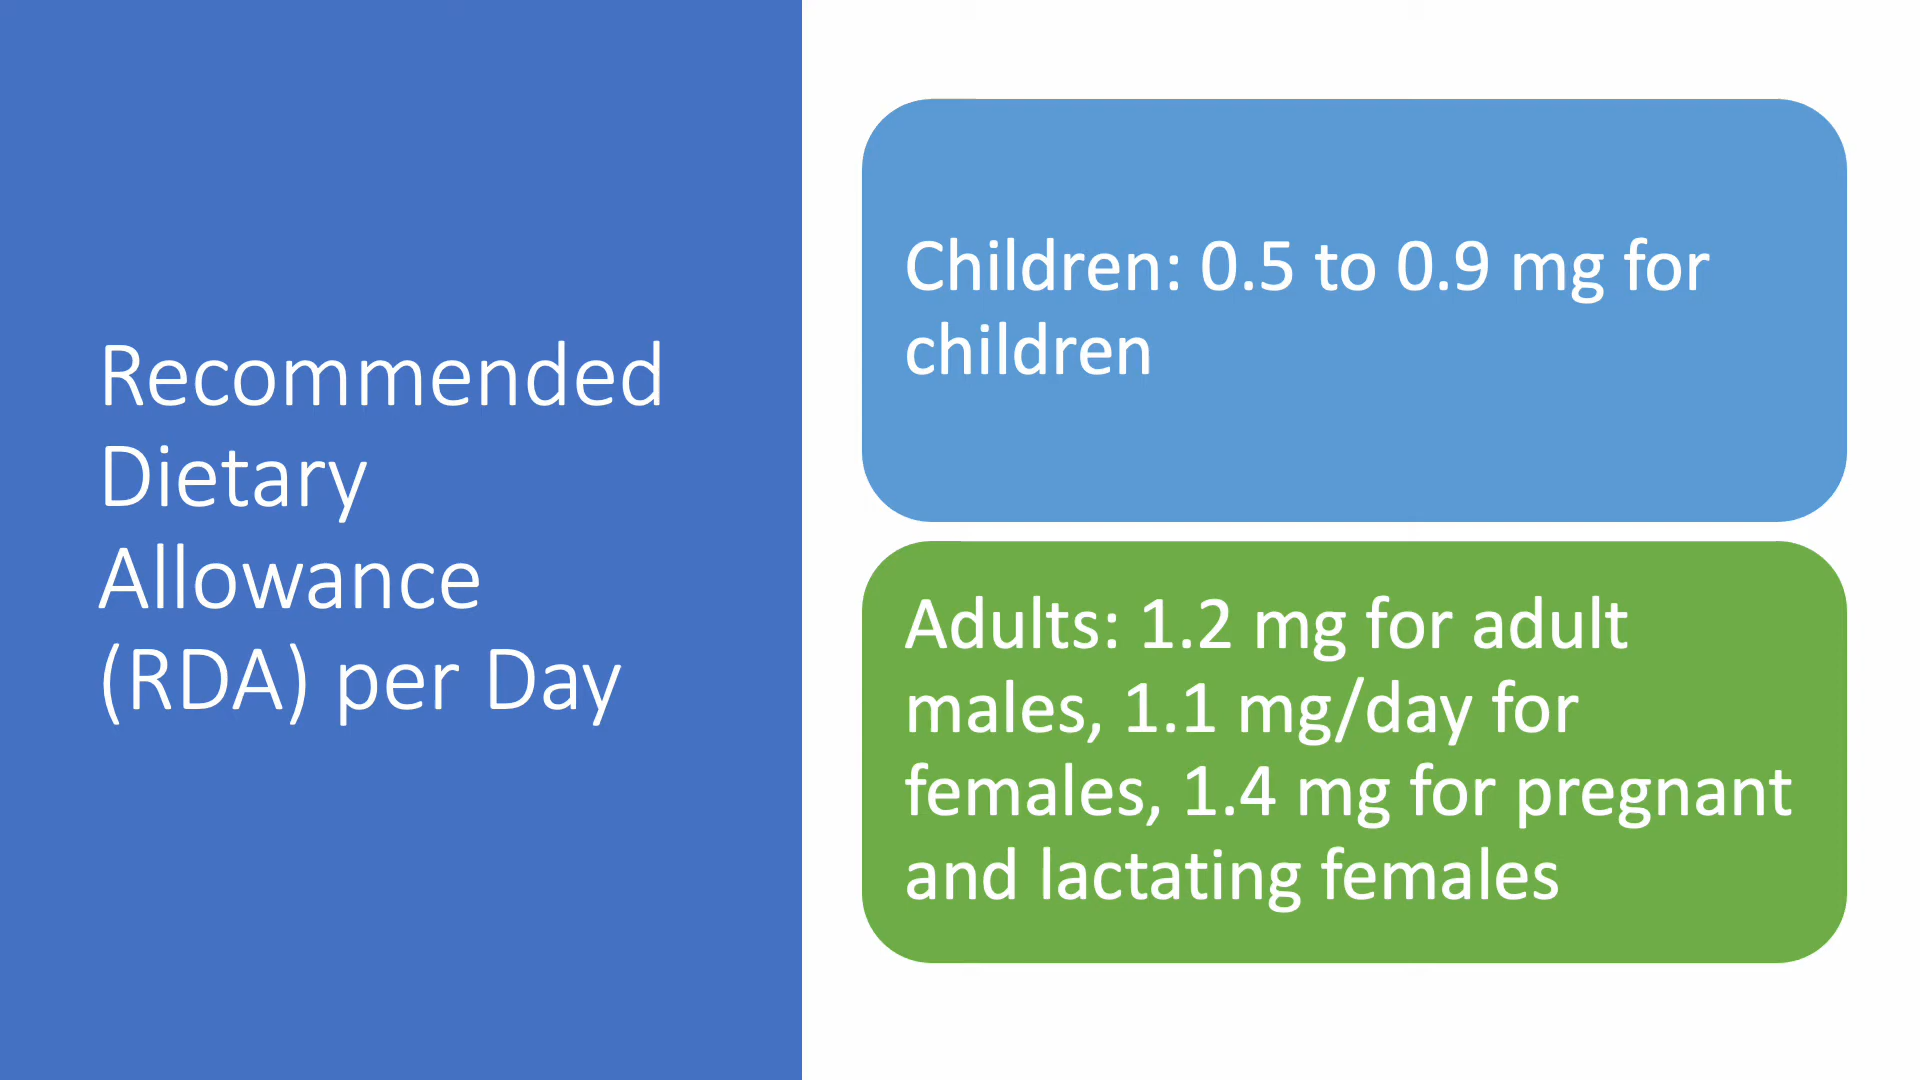 Recommended
Dietary
Allowance
(RDA) per Day
Children: 0.5 to 0.9 mg for
children
Adults: 1.2 mg for adult
males, 1.1 mg/day for
females, 1.4 mg for pregnant
and lactating females